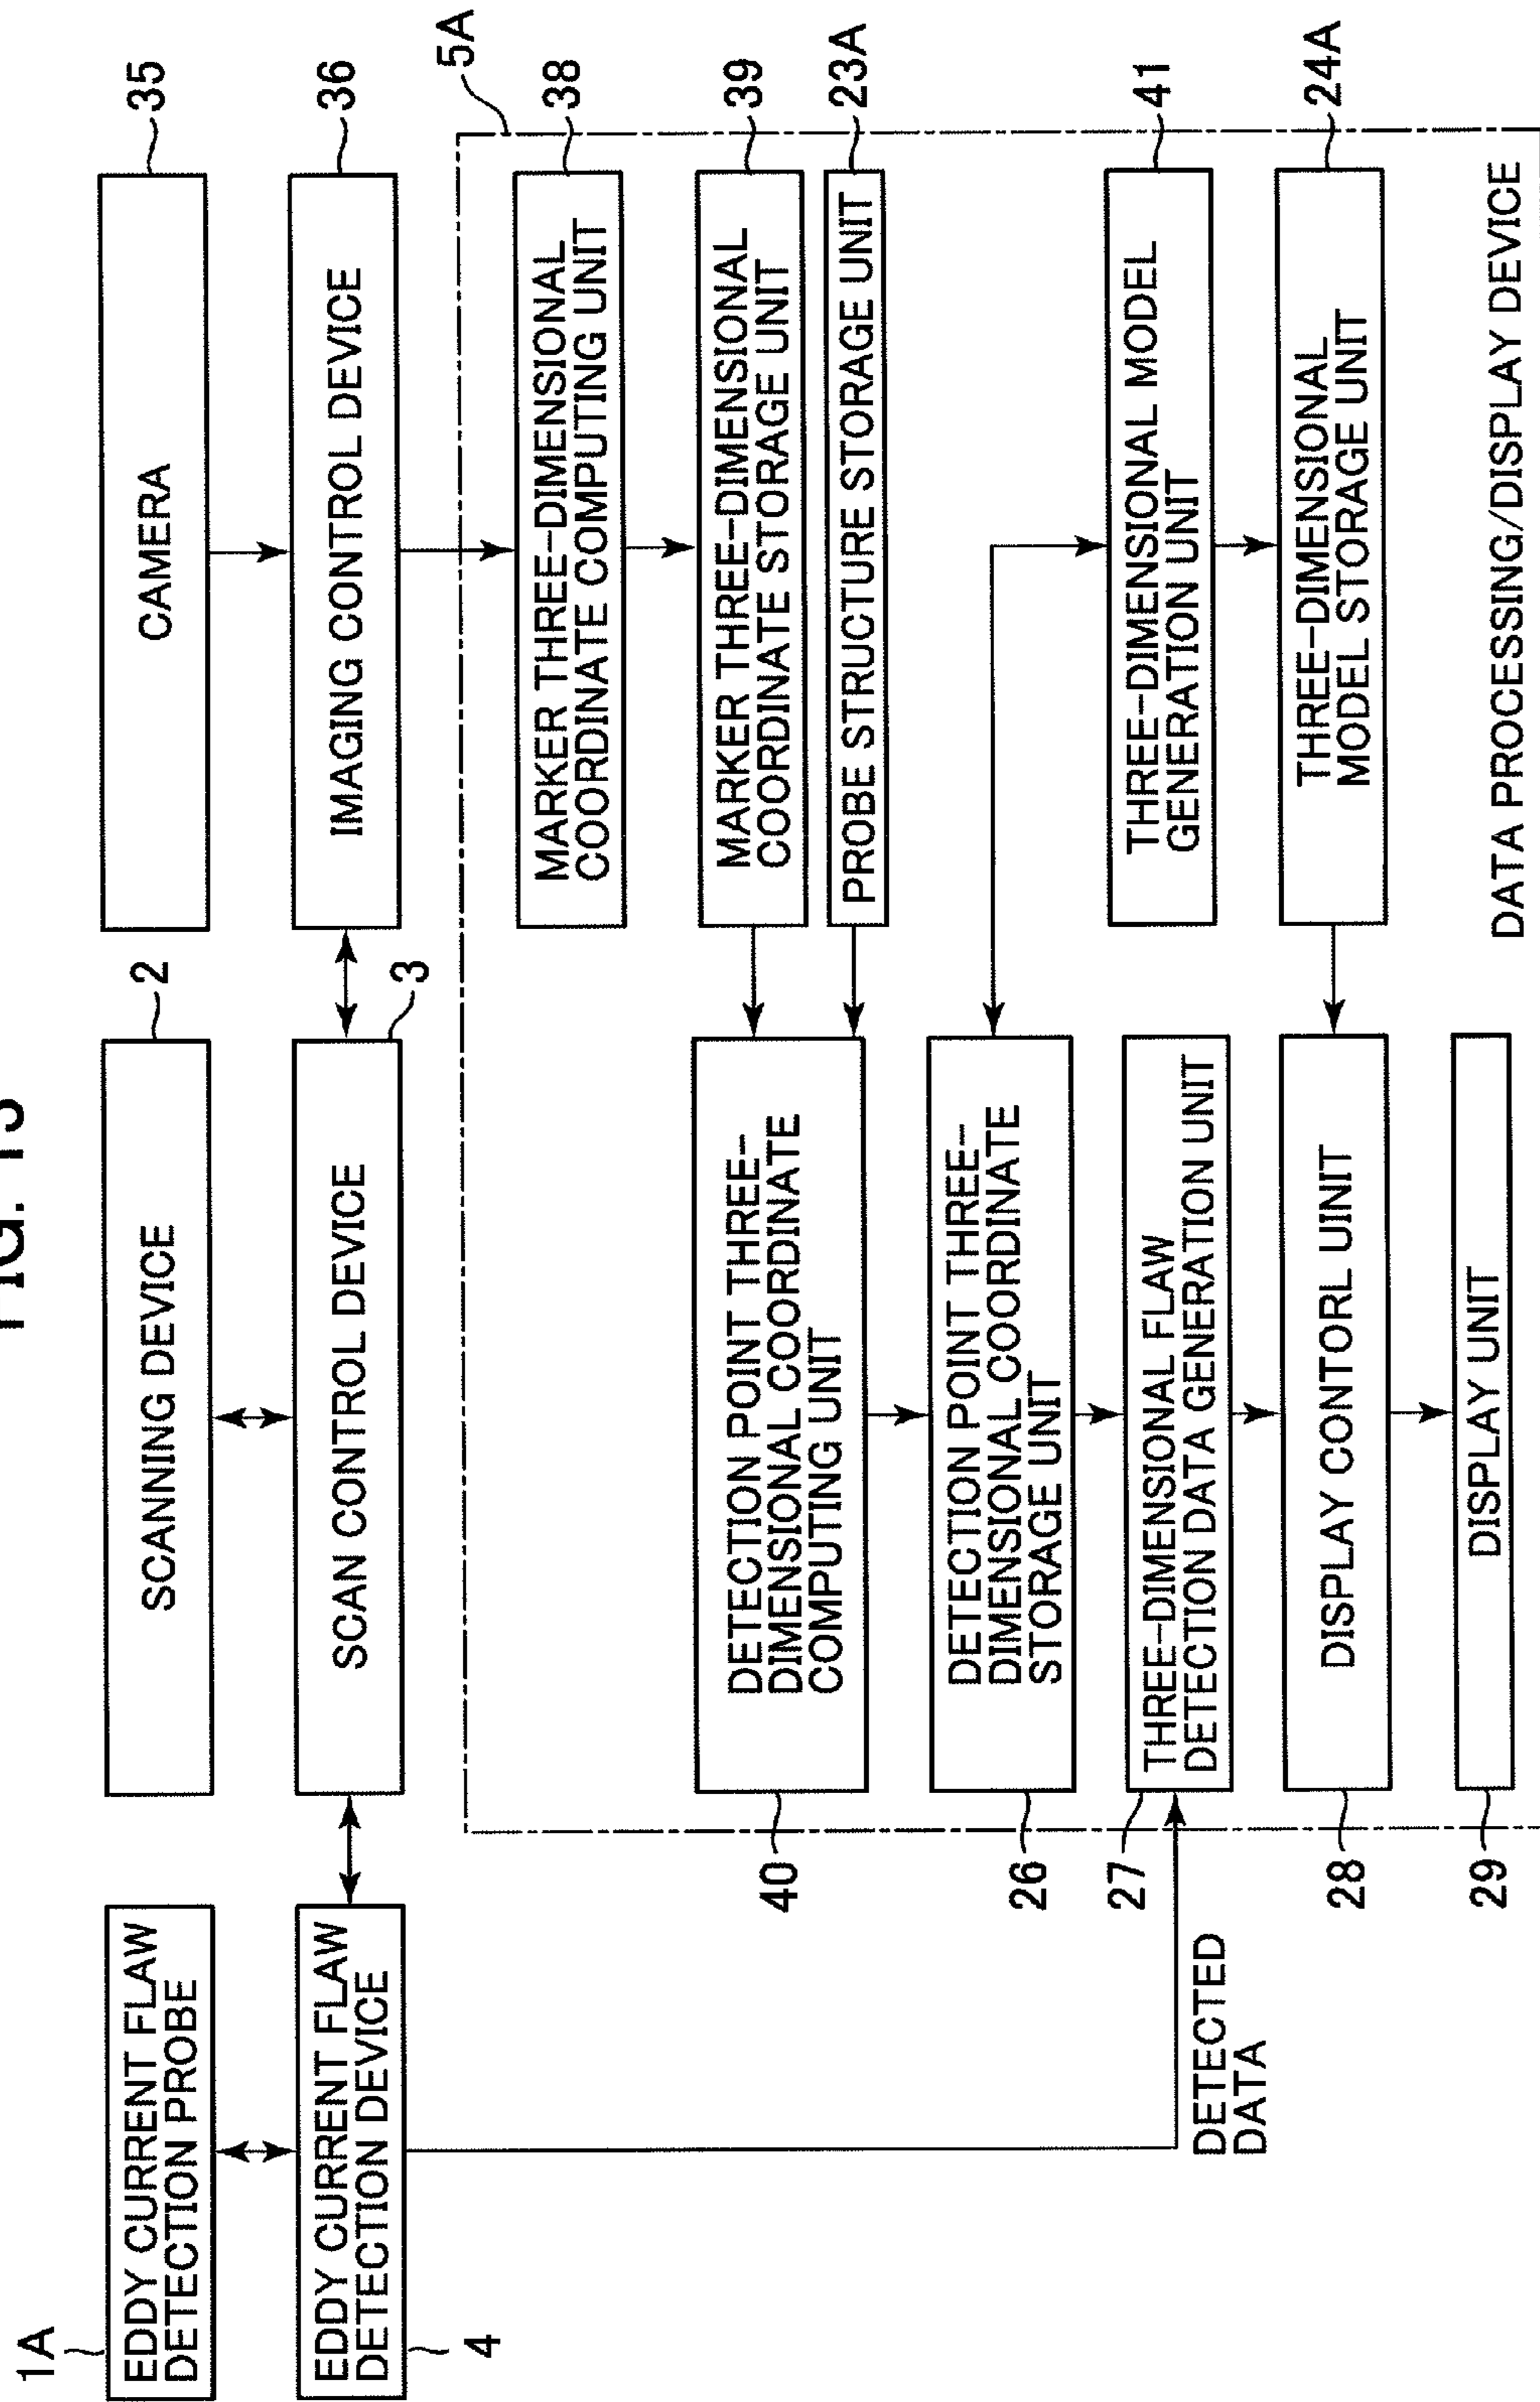 1A
EDDY CURRENT FLAW
DETECTION PROBE
EDDY CURRENT FLAW
DETECTION DEVICE
4
2
SCANNING DEVICE
SCAN CONTROL DEVICE
3
35
CAMERA
36
IMAGING CONTROL DEVICE
5A
38
MARKER THREE-DIMENSIONAL
COORDINATE COMPUTING UNIT
39
MARKER THREE-DIMENSIONAL
COORDINATE STORAGE UNIT
23A
PROBE STRUCTURE STORAGE UNIT
DETECTION POINT THREE-
DIMENSIONAL COORDINATE
COMPUTING UNIT
40
DETECTION POINT THREE-
DIMENSIONAL COORDINATE
STORAGE UNIT
26
41
THREE-DIMENSIONAL MODEL
GENERATION UNIT
THREE-DIMENSIONAL FLAW
DETECTION DATA GENERATION UNIT
27
DETECTED
DATA
24A
THREE-DIMENSIONAL
MODEL STORAGE UNIT
DISPLAY CONTORL UINIT
28
DISPLAY UNIT
29
DATA PROCESSING/DISPLAY DEVICE